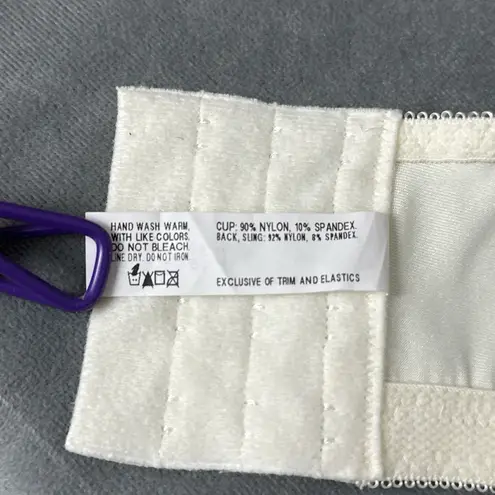 HAND WASH WARM,
WITH LIKE COLORS.
DO NOT BLEACH.
LINE DRY. DO NOT IRON.
CUP: 90% NYLON, 10% SPANDEX.
BACK, SLING: 92% NYLON, 8% SPANDEX.
EXCLUSIVE OF TRIM AND ELASTICS